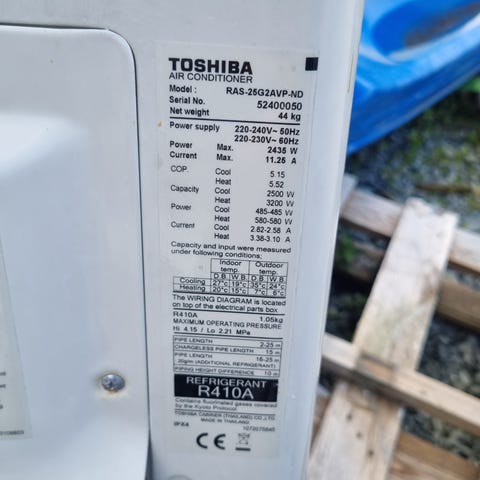 TOSHIBA
AIR CONDITIONER
Model : RAS-25G2AVP-ND
Serial No. 52400050
Net weight 44 kg
Power supply 220-240V~ 50Hz
220-230V~ 60Hz
Power Max. 2435 W
Current Max. 11.25 A
COP. Cool 5.15
Heat 5.52
Capacity Cool 2500 W
Heat 3200 W
Power Cool 485-485 W
Heat 580-580 W
Current Cool 2.82-2.58 A
Heat 3.38-3.10 A
Capacity and input were measured
under following conditions.
Indoor temp. Outdoor temp.
D.B. W.B. D.B. W.B.
Cooling 27°C 19°C 35°C 24°C
Heating 20°C 15°C 7°C 6°C
The WIRING DIAGRAM is located
on top of the electrical parts box.
R410A 1.05kg
MAXIMUM OPERATING PRESSURE
Hi 4.15 / Lo 2.21 MPa
PIPE LENGTH 2-25 m
CHARGELESS PIPE LENGTH 15 m
PIPE LENGTH 16-25 m
20g/m (ADDITIONAL REFRIGERANT)
PIPING HEIGHT DIFFERENCE 10 m
REFRIGERANT
R410A
Contains fluorinated gases covered
by the Kyoto Protocol
TOSHIBA CARRIER (THAILAND) CO.,LTD
MADE IN THAILAND
IPX4
CE